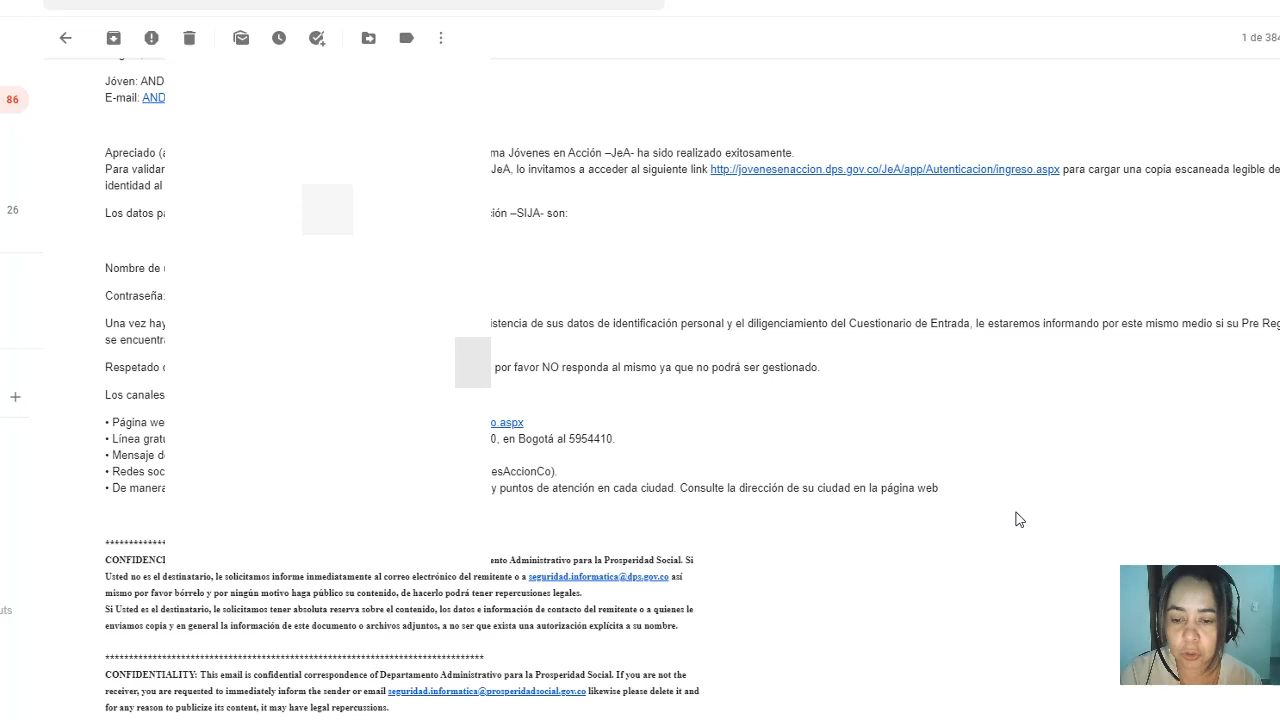 1 de 384
86
Jóven: AND
E-mail: AND
Apreciado ma Jóvenes en Acción –JeA- ha sido realizado exitosamente.
Para validar JeA, lo invitamos a acceder al siguiente link http://jovenesenaccion.dps.gov.co/JeA/app/Autenticacion/ingreso.aspx para cargar una copia escaneada legible de
identidad al
26
Los datos pa ción –SIJA- son:
Nombre de
Contraseña:
Una vez hay istencia de sus datos de identificación personal y el diligenciamiento del Cuestionario de Entrada, le estaremos informando por este mismo medio si su Pre Reg
se encuentra
Respetado por favor NO responda al mismo ya que no podrá ser gestionado.
Los canales
• Página we o.aspx
• Línea gratu 0, en Bogotá al 5954410.
• Mensaje d
• Redes soc esAccionCo).
• De manera y puntos de atención en cada ciudad. Consulte la dirección de su ciudad en la página web
*************
CONFIDENCI ento Administrativo para la Prosperidad Social. Si
Usted no es el destinatario, le solicitamos informe inmediatamente al correo electrónico del remitente o a seguridad.informatica@dps.gov.co así
mismo por favor bórrelo y por ningún motivo haga público su contenido, de hacerlo podrá tener repercusiones legales.
Si Usted es el destinatario, le solicitamos tener absoluta reserva sobre el contenido, los datos e información de contacto del remitente o a quienes le
uts
enviamos copia y en general la información de este documento o archivos adjuntos, a no ser que exista una autorización explícita a su nombre.
********************************************************************************
CONFIDENTIALITY: This email is confidential correspondence of Departamento Administrativo para la Prosperidad Social. If you are not the
receiver, you are requested to immediately inform the sender or email seguridad.informatica@prosperidadsocial.gov.co likewise please delete it and
for any reason to publicize its content, it may have legal repercussions.